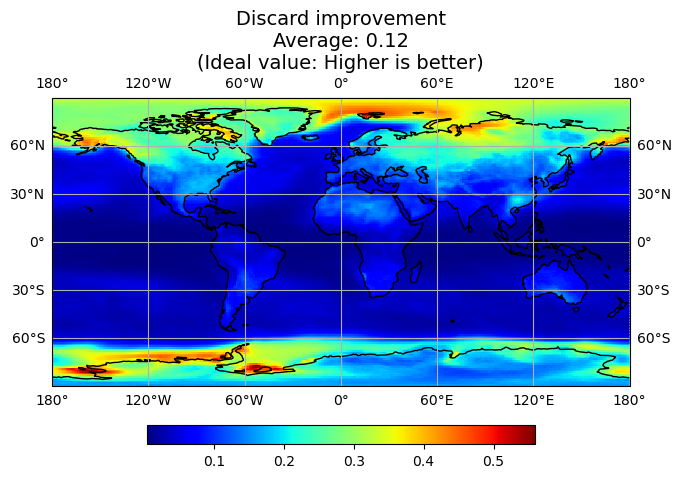 Discard improvement
Average: 0.12
(Ideal value: Higher is better)
180° 120°W 60°W 0° 60°E 120°E 180°
60°N 60°N
30°N 30°N
0° 0°
30°S 30°S
60°S 60°S
180° 120°W 60°W 0° 60°E 120°E 180°
0.1 0.2 0.3 0.4 0.5